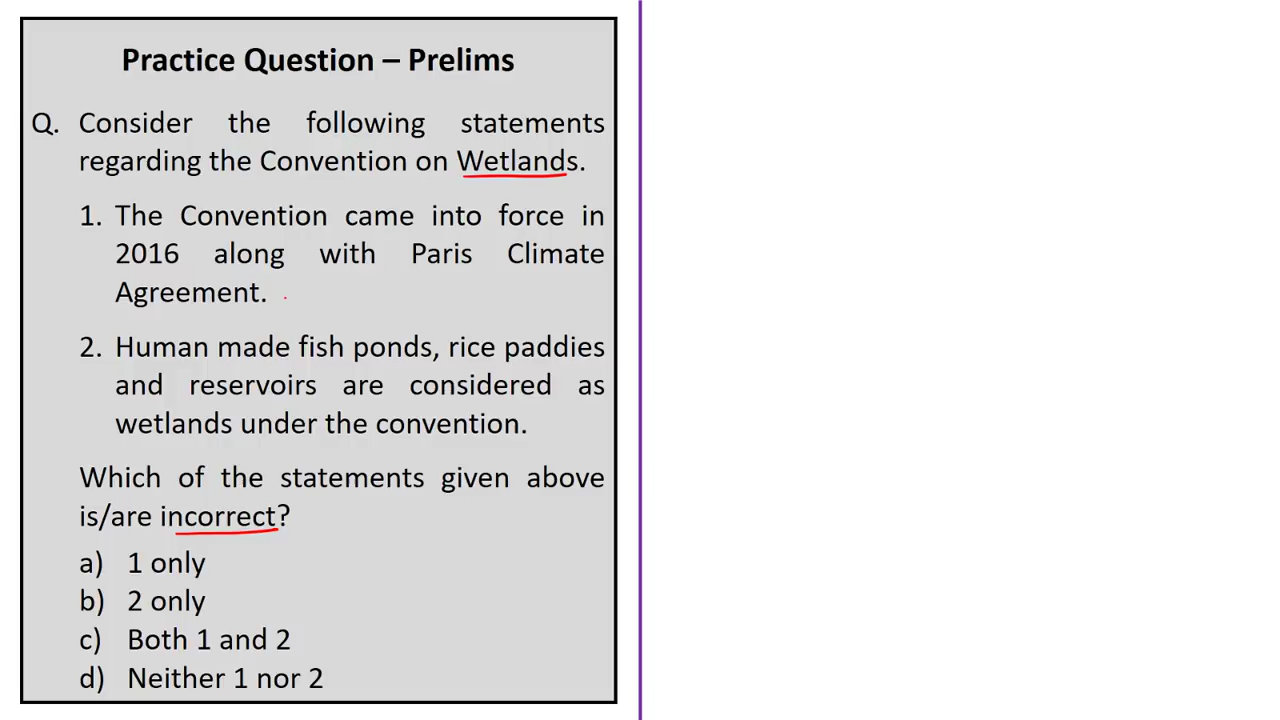 Practice Question – Prelims
Q. Consider the following statements
regarding the Convention on Wetlands.
1. The Convention came into force in
2016 along with Paris Climate
Agreement.
2. Human made fish ponds, rice paddies
and reservoirs are considered as
wetlands under the convention.
Which of the statements given above
is/are incorrect?
a) 1 only
b) 2 only
c) Both 1 and 2
d) Neither 1 nor 2